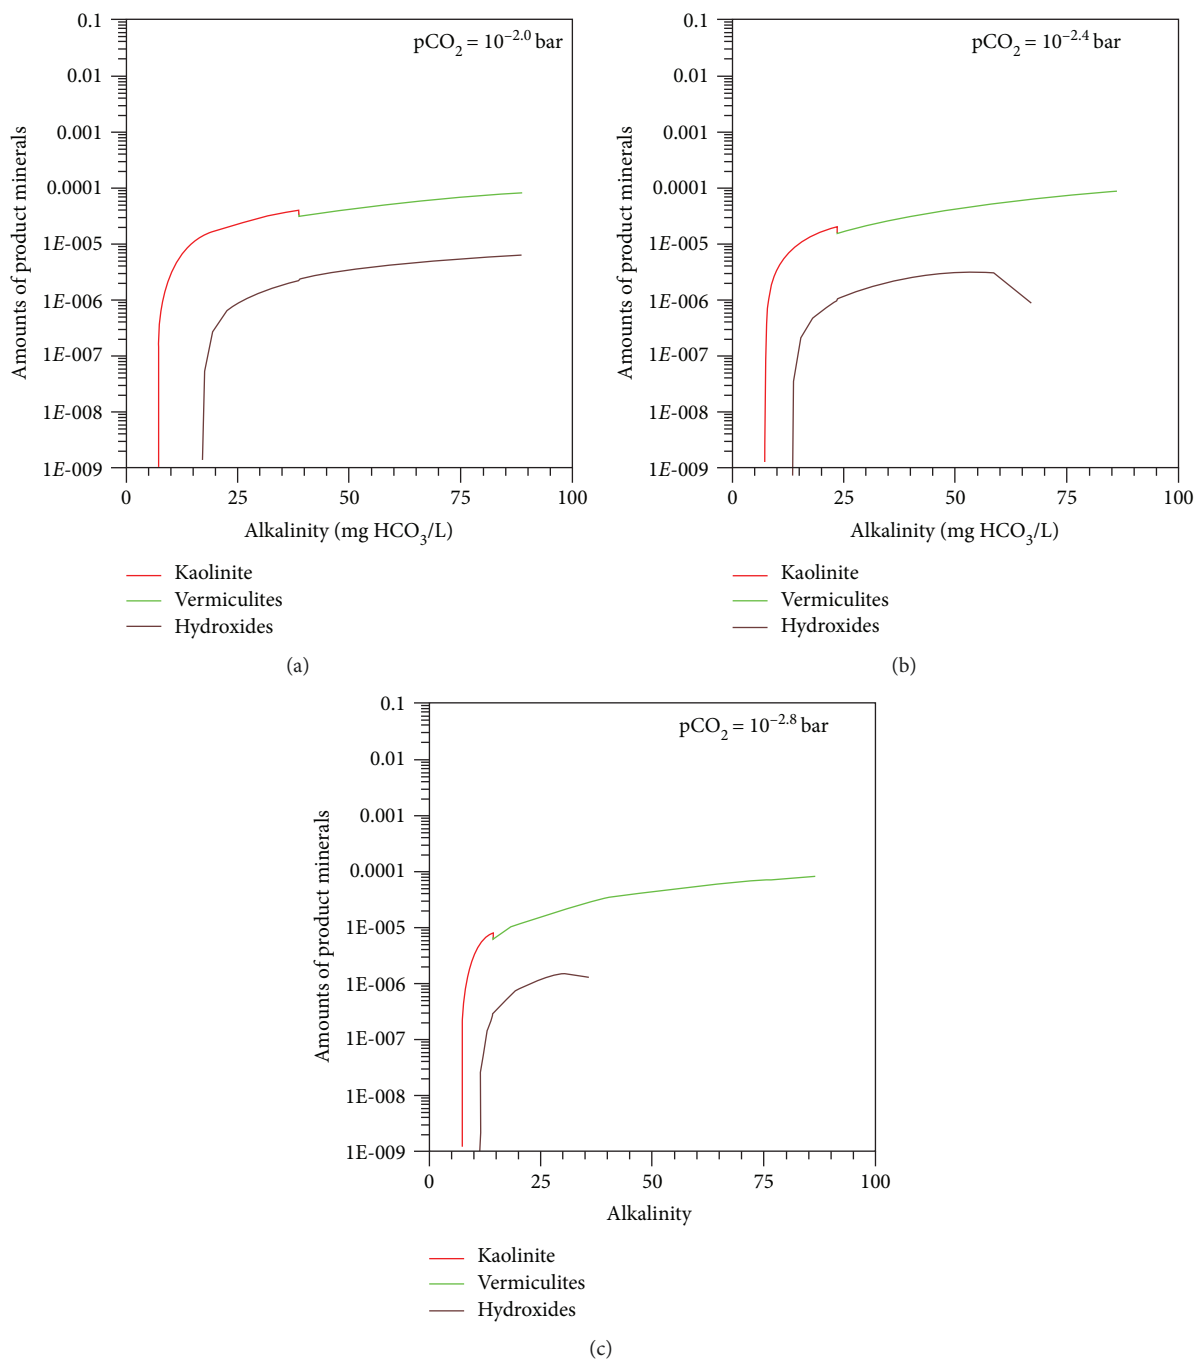 pCO2 = 10−2.0 bar
Amounts of product minerals
0.1
0.01
0.001
0.0001
1E-005
1E-006
1E-007
1E-008
1E-009
0 25 50 75 100
Alkalinity (mg HCO3/L)
Kaolinite
Vermiculites
Hydroxides
(a)
pCO2 = 10−2.4 bar
Amounts of product minerals
0.1
0.01
0.001
0.0001
1E-005
1E-006
1E-007
1E-008
1E-009
0 25 50 75 100
Alkalinity (mg HCO3/L)
Kaolinite
Vermiculites
Hydroxides
(b)
pCO2 = 10−2.8 bar
Amounts of product minerals
0.1
0.01
0.001
0.0001
1E-005
1E-006
1E-007
1E-008
1E-009
0 25 50 75 100
Alkalinity
Kaolinite
Vermiculites
Hydroxides
(c)